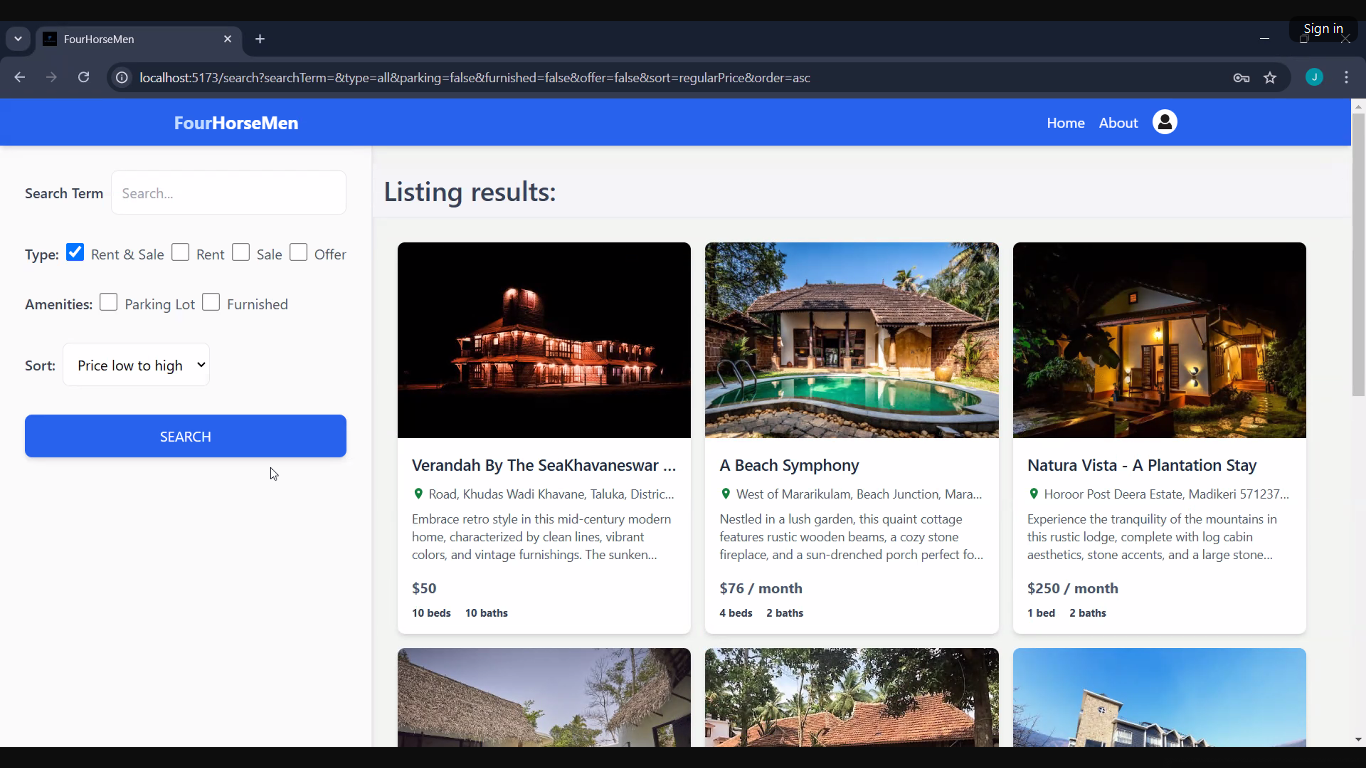 Sign in
FourHorseMen
localhost:5173/search?searchTerm=&type=all&parking=false&furnished=false&offer=false&sort=regularPrice&order=asc
J
FourHorseMen
Home
About
Search Term
Search...
Type:
Rent & Sale
Rent
Sale
Offer
Amenities:
Parking Lot
Furnished
Sort:
Price low to high
SEARCH
Listing results:
Verandah By The SeaKhavaneswar ...
Road, Khudas Wadi Khavane, Taluka, Distric...
Embrace retro style in this mid-century modern
home, characterized by clean lines, vibrant
colors, and vintage furnishings. The sunken...
$50
10 beds 10 baths
A Beach Symphony
West of Mararikulam, Beach Junction, Mara...
Nestled in a lush garden, this quaint cottage
features rustic wooden beams, a cozy stone
fireplace, and a sun-drenched porch perfect fo...
$76 / month
4 beds 2 baths
Natura Vista - A Plantation Stay
Horoor Post Deera Estate, Madikeri 571237...
Experience the tranquility of the mountains in
this rustic lodge, complete with log cabin
aesthetics, stone accents, and a large stone...
$250 / month
1 bed 2 baths